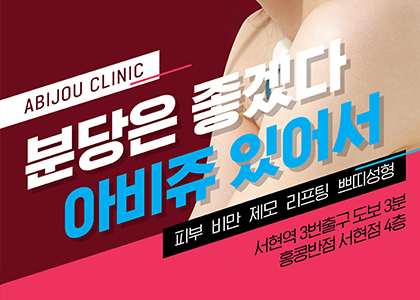 ABIJOU CLINIC
분당은 좋겠다
아비쥬 있어서
피부 비만 제모 리프팅 쁘띠성형
서현역 3번출구 도보 3분
홍콩반점 서현점 4층